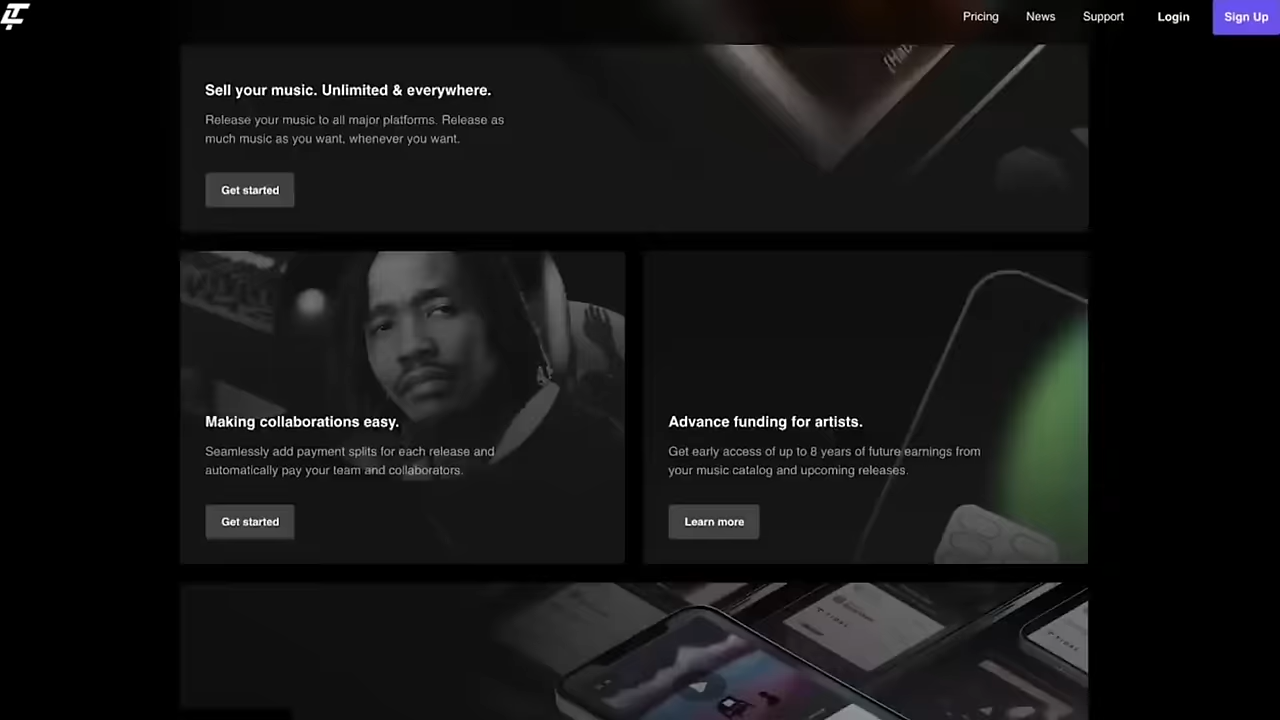 Pricing
News
Support
Login
Sign Up
Sell your music. Unlimited & everywhere.
Release your music to all major platforms. Release as
much music as you want, whenever you want.
Get started
Making collaborations easy.
Seamlessly add payment splits for each release and
automatically pay your team and collaborators.
Get started
Advance funding for artists.
Get early access of up to 8 years of future earnings from
your music catalog and upcoming releases.
Learn more
TIDAL